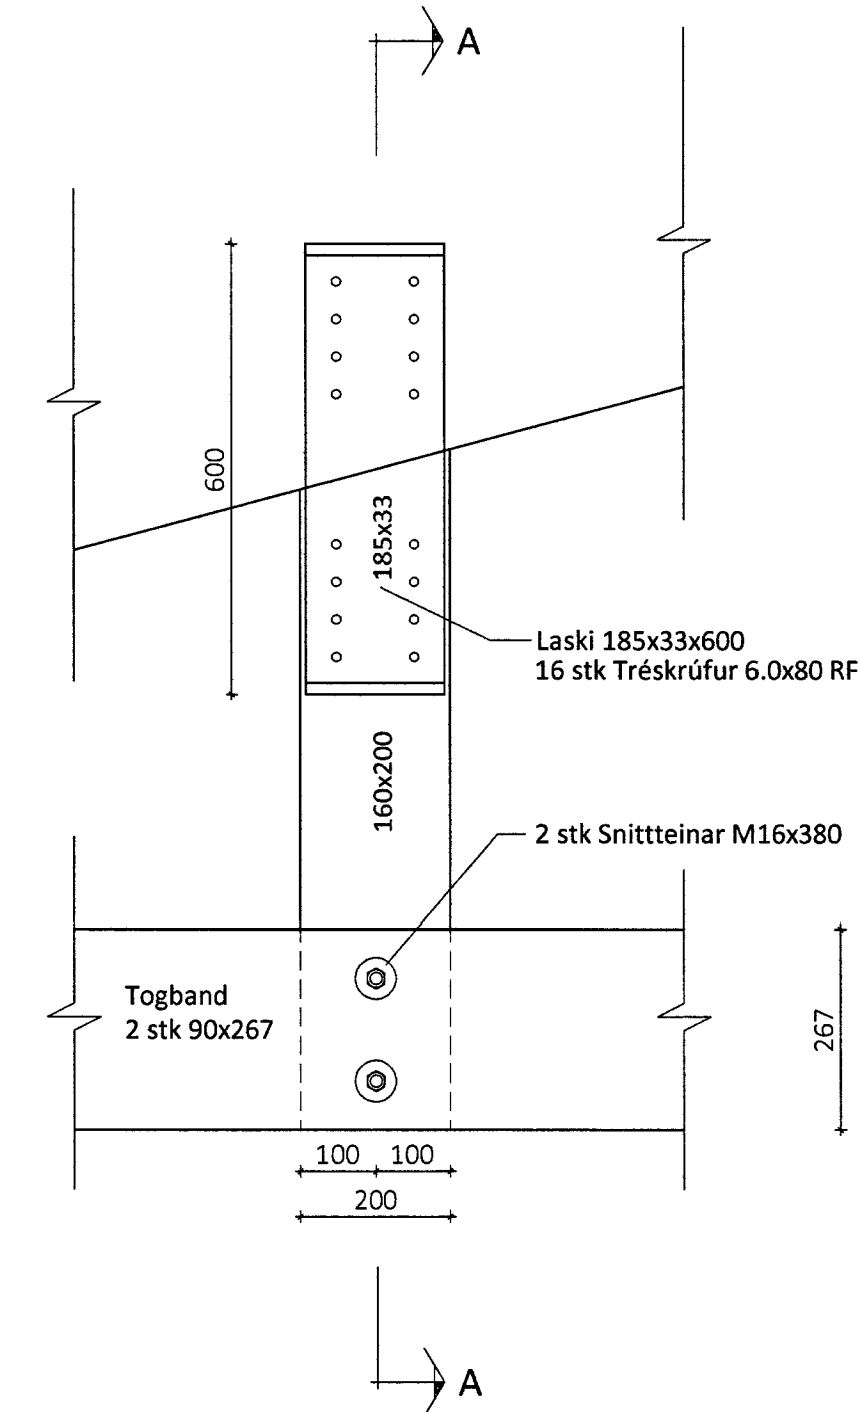 A
600
185x33
Laski 185x33x600
16 stk Tréskrúfur 6.0x80 RF
160x200
2 stk Snittteinar M16x380
Togband
2 stk 90x267
267
100 100
200
A